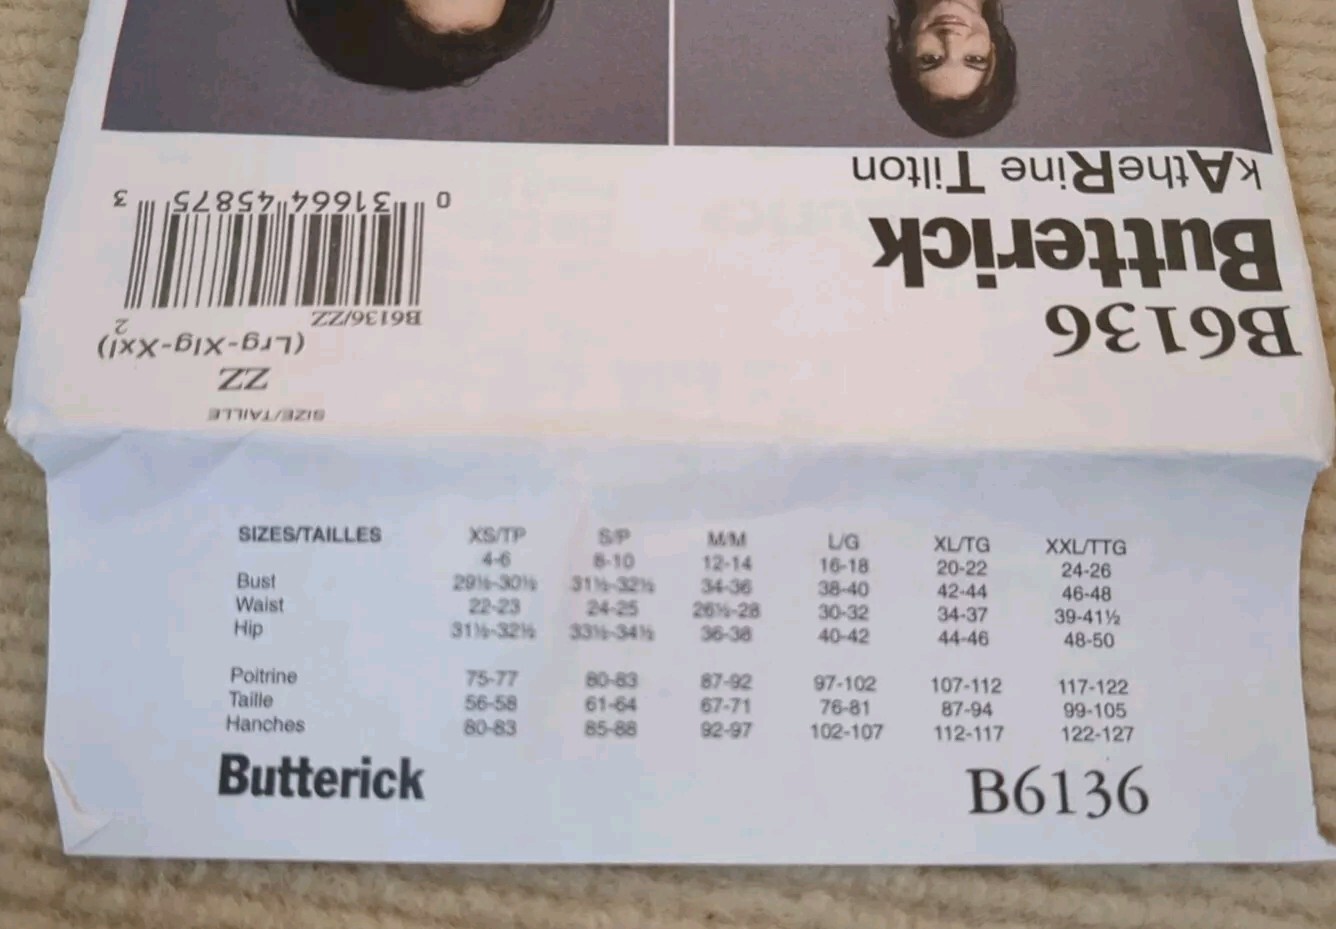 kAtheRine Tilton
Butterick
B6136
0 31664 45875 3
B6136/ZZ
2
(Lrg-Xlg-Xxl)
ZZ
SIZE/TAILLE
SIZES/TAILLES XS/TP S/P M/M L/G XL/TG XXL/TTG
4-6 8-10 12-14 16-18 20-22 24-26
Bust 29½-30½ 31½-32½ 34-36 38-40 42-44 46-48
Waist 22-23 24-25 26½-28 30-32 34-37 39-41½
Hip 31½-32½ 33½-34½ 36-38 40-42 44-46 48-50
Poitrine 75-77 80-83 87-92 97-102 107-112 117-122
Taille 56-58 61-64 67-71 76-81 87-94 99-105
Hanches 80-83 85-88 92-97 102-107 112-117 122-127
Butterick B6136